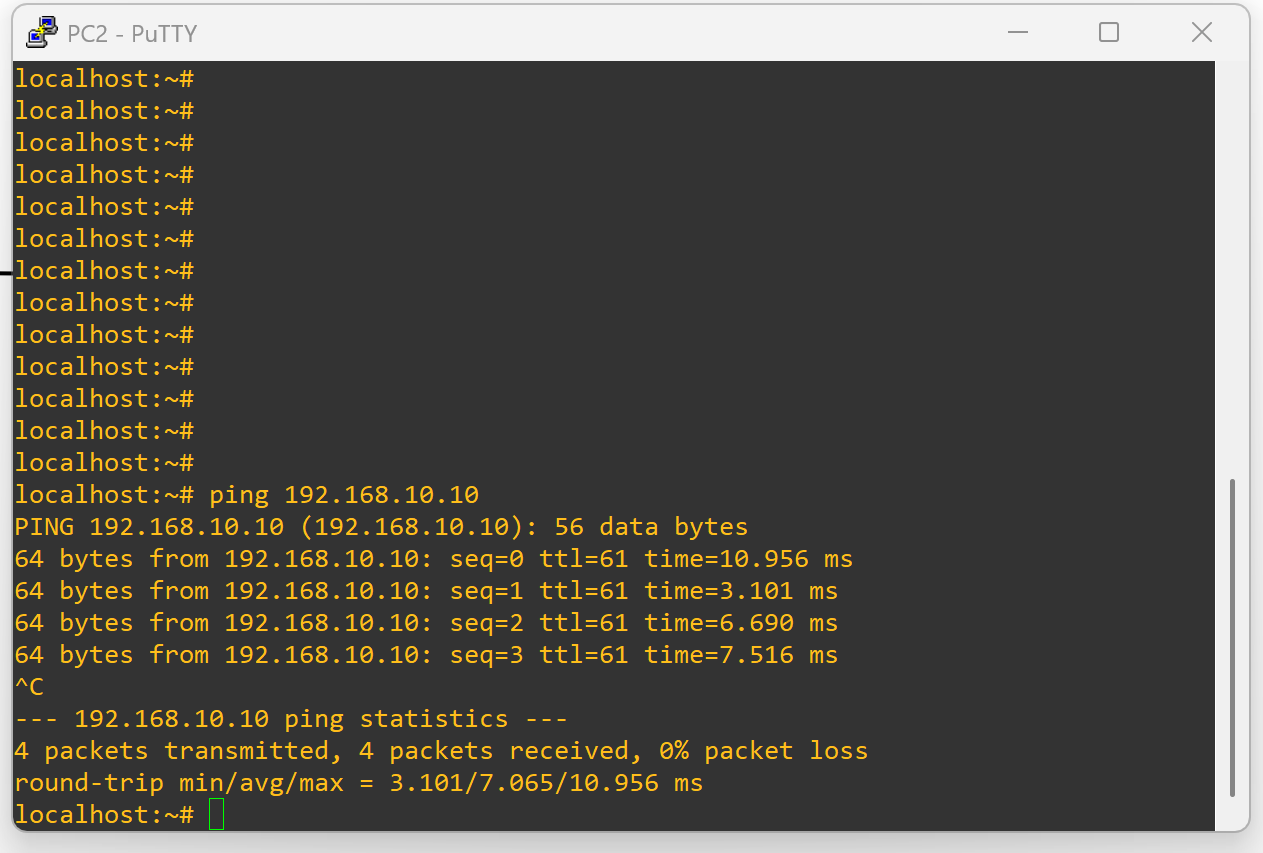 PC2 - PuTTY
localhost:~#
localhost:~#
localhost:~#
localhost:~#
localhost:~#
localhost:~#
localhost:~#
localhost:~#
localhost:~#
localhost:~#
localhost:~#
localhost:~#
localhost:~#
localhost:~# ping 192.168.10.10
PING 192.168.10.10 (192.168.10.10): 56 data bytes
64 bytes from 192.168.10.10: seq=0 ttl=61 time=10.956 ms
64 bytes from 192.168.10.10: seq=1 ttl=61 time=3.101 ms
64 bytes from 192.168.10.10: seq=2 ttl=61 time=6.690 ms
64 bytes from 192.168.10.10: seq=3 ttl=61 time=7.516 ms
^C
--- 192.168.10.10 ping statistics ---
4 packets transmitted, 4 packets received, 0% packet loss
round-trip min/avg/max = 3.101/7.065/10.956 ms
localhost:~#